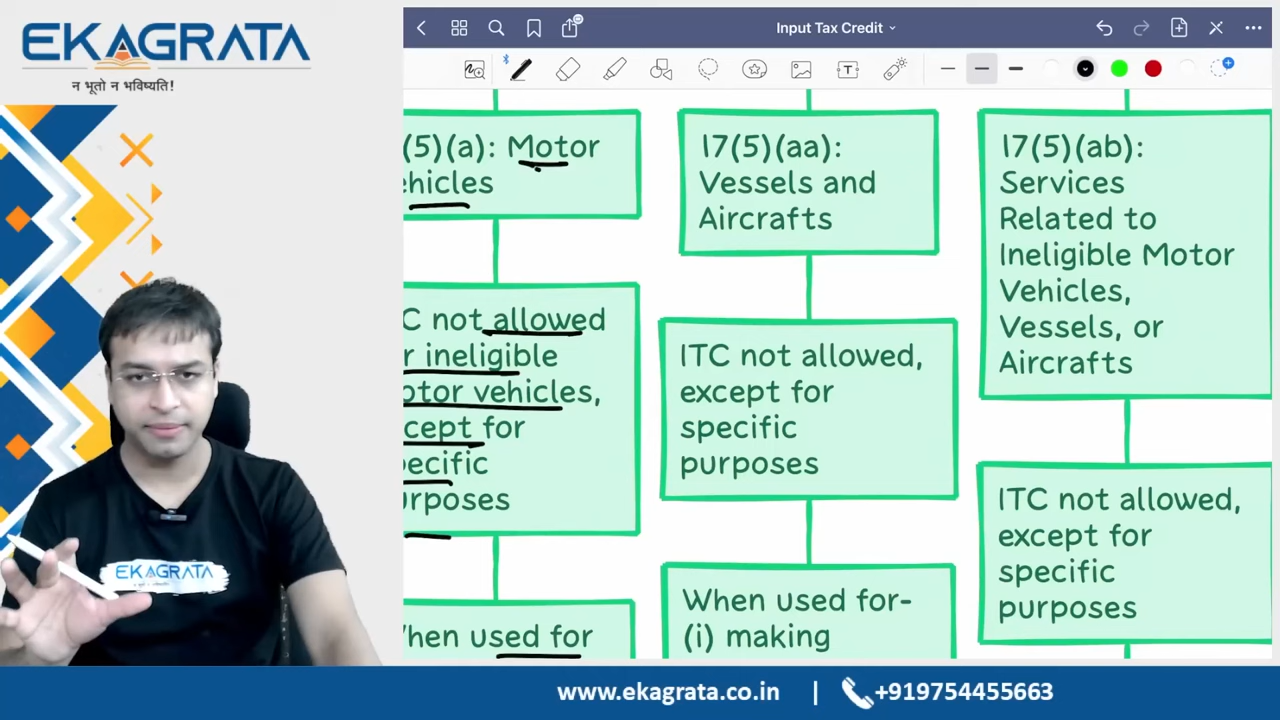 EKAGRATA
न भूतो न भविष्यति!
Input Tax Credit
(5)(a): Motor
ehicles
C not allowed
r ineligible
otor vehicles,
cept for
ecific
urposes
hen used for
17(5)(aa):
Vessels and
Aircrafts
ITC not allowed,
except for
specific
purposes
When used for-
(i) making
17(5)(ab):
Services
Related to
Ineligible Motor
Vehicles,
Vessels, or
Aircrafts
ITC not allowed,
except for
specific
purposes
EKAGRATA
www.ekagrata.co.in | +919754455663